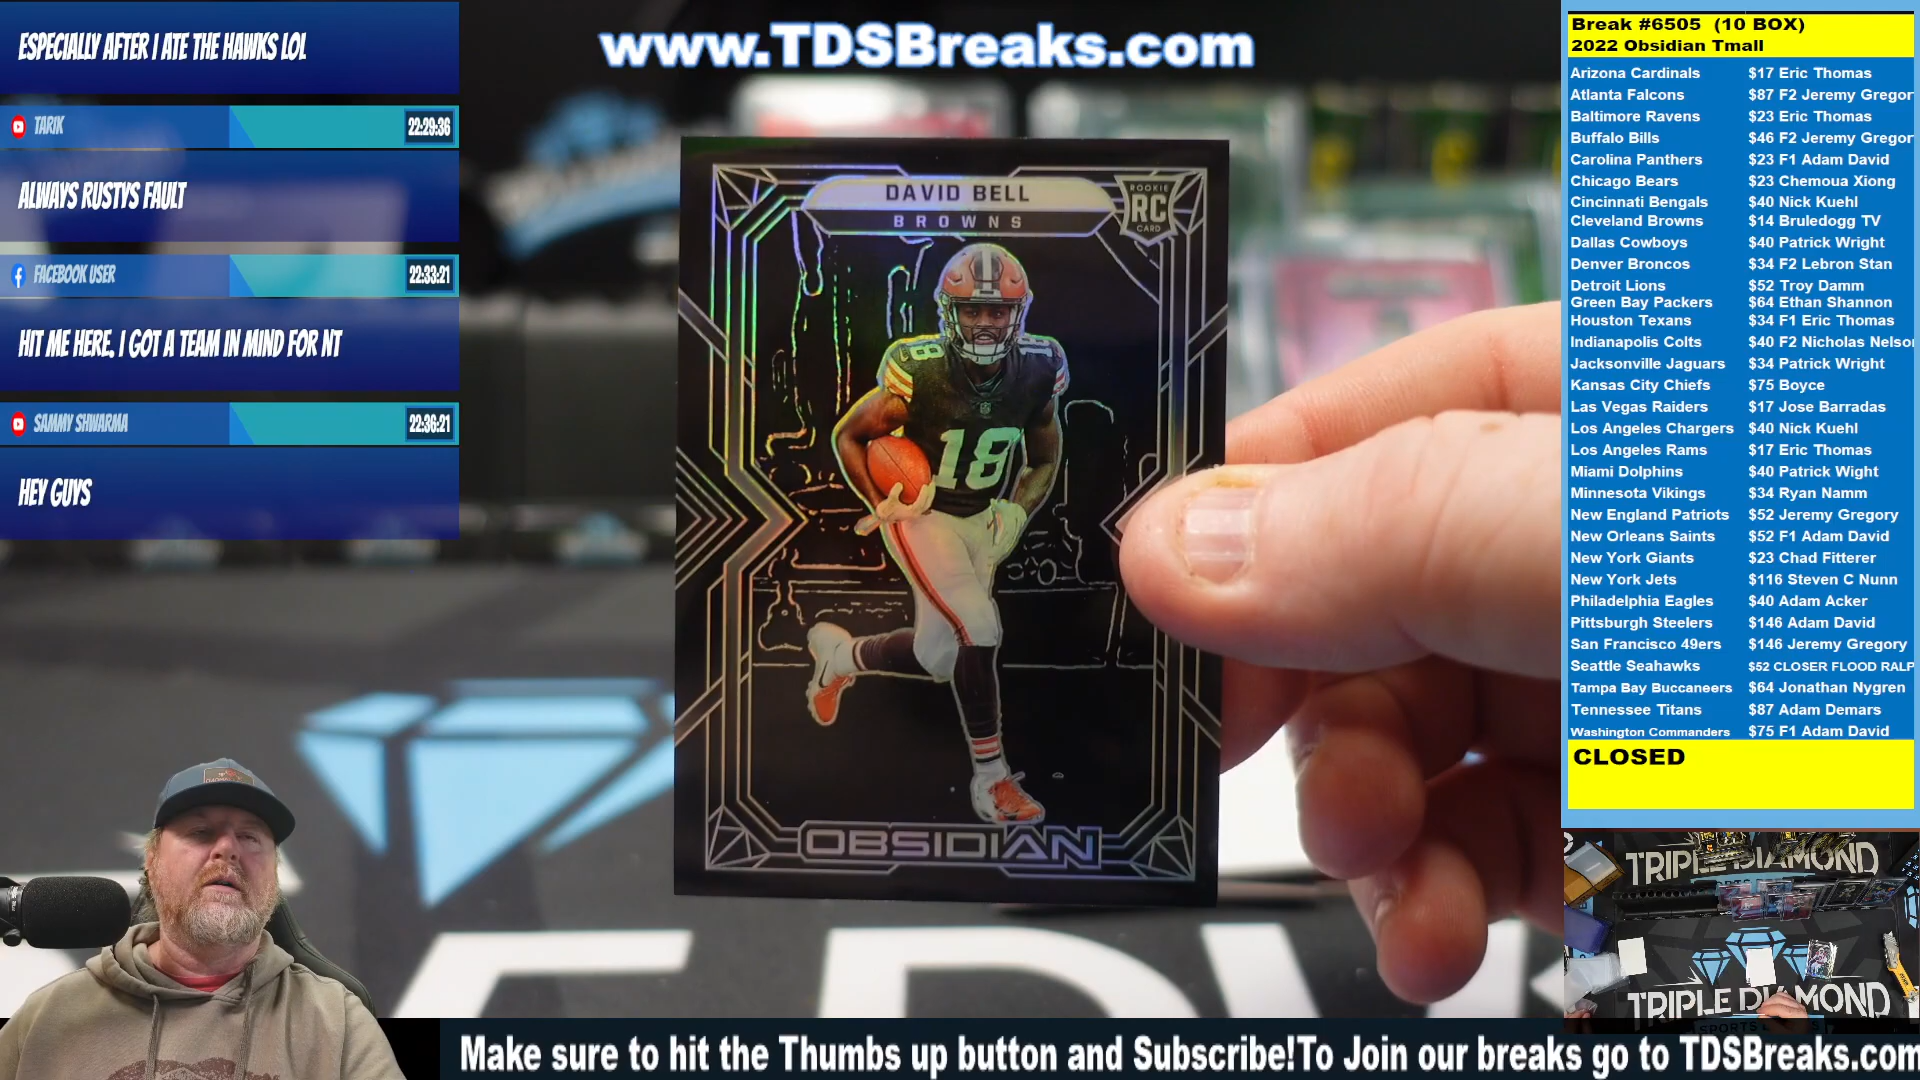 ESPECIALLY AFTER I ATE THE HAWKS LOL
TARIK 22:29:36
ALWAYS RUSTYS FAULT
FACEBOOK USER 22:33:21
HIT ME HERE. I GOT A TEAM IN MIND FOR NT
SAMMY SHWARMA 22:36:21
HEY GUYS
www.TDSBreaks.com
DAVID BELL
BROWNS
ROOKIE
RC
CARD
18
18
18
OBSIDIAN
Break #6505 (10 BOX)
2022 Obsidian Tmall
Arizona Cardinals $17 Eric Thomas
Atlanta Falcons $87 F2 Jeremy Gregor
Baltimore Ravens $23 Eric Thomas
Buffalo Bills $46 F2 Jeremy Gregor
Carolina Panthers $23 F1 Adam David
Chicago Bears $23 Chemoua Xiong
Cincinnati Bengals $40 Nick Kuehl
Cleveland Browns $14 Bruledogg TV
Dallas Cowboys $40 Patrick Wright
Denver Broncos $34 F2 Lebron Stan
Detroit Lions $52 Troy Damm
Green Bay Packers $64 Ethan Shannon
Houston Texans $34 F1 Eric Thomas
Indianapolis Colts $40 F2 Nicholas Nelso
Jacksonville Jaguars $34 Patrick Wright
Kansas City Chiefs $75 Boyce
Las Vegas Raiders $17 Jose Barradas
Los Angeles Chargers $40 Nick Kuehl
Los Angeles Rams $17 Eric Thomas
Miami Dolphins $40 Patrick Wight
Minnesota Vikings $34 Ryan Namm
New England Patriots $52 Jeremy Gregory
New Orleans Saints $52 F1 Adam David
New York Giants $23 Chad Fitterer
New York Jets $116 Steven C Nunn
Philadelphia Eagles $40 Adam Acker
Pittsburgh Steelers $146 Adam David
San Francisco 49ers $146 Jeremy Gregory
Seattle Seahawks $52 CLOSER FLOOD RALP
Tampa Bay Buccaneers $64 Jonathan Nygren
Tennessee Titans $87 Adam Demars
Washington Commanders $75 F1 Adam David
CLOSED
TRIPLE DIAMOND
TRIPLE DIAMOND
Make sure to hit the Thumbs up button and Subscribe!To Join our breaks go to TDSBreaks.com